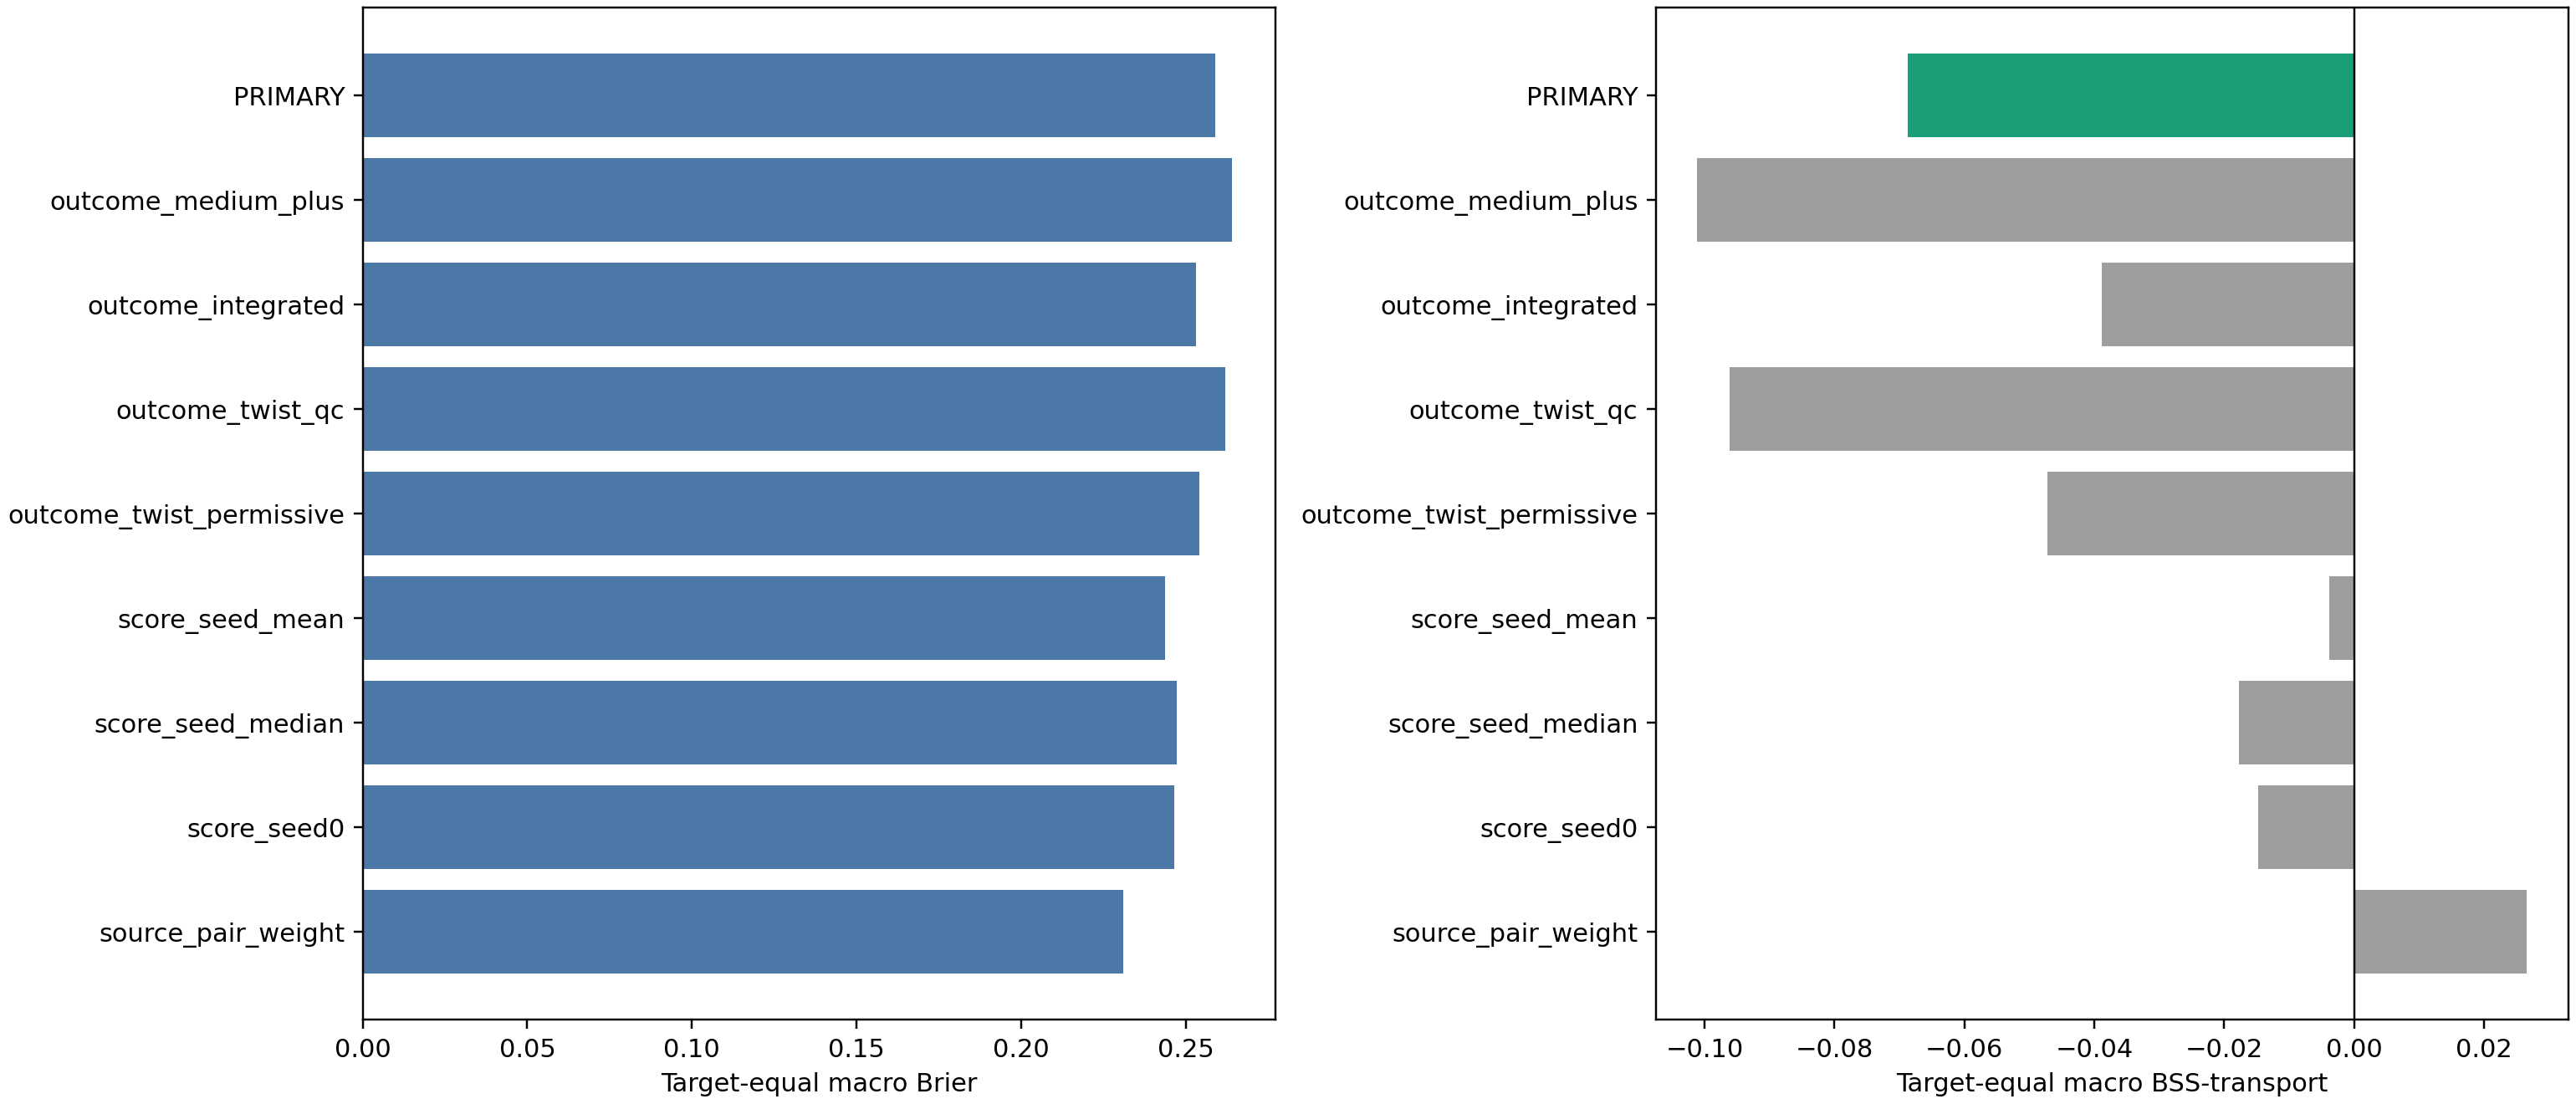 PRIMARY
outcome_medium_plus
outcome_integrated
outcome_twist_qc
outcome_twist_permissive
score_seed_mean
score_seed_median
score_seed0
source_pair_weight
0.00 0.05 0.10 0.15 0.20 0.25
Target-equal macro Brier
PRIMARY
outcome_medium_plus
outcome_integrated
outcome_twist_qc
outcome_twist_permissive
score_seed_mean
score_seed_median
score_seed0
source_pair_weight
−0.10 −0.08 −0.06 −0.04 −0.02 0.00 0.02
Target-equal macro BSS-transport